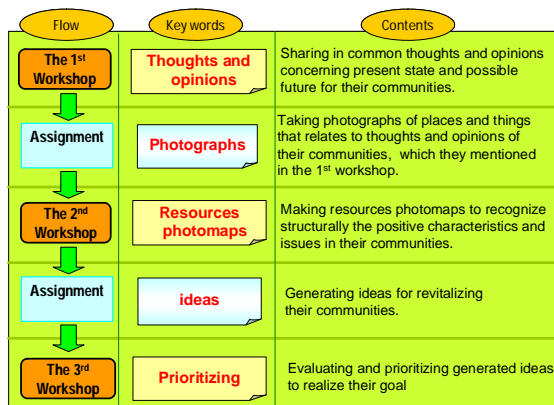 Flow
Key words
Contents
The 1st
Workshop
Thoughts and
opinions
Sharing in common thoughts and opinions
concerning present state and possible
future for their communities.
Assignment
Photographs
Taking photographs of places and things
that relates to thoughts and opinions of
their communities, which they mentioned
in the 1st workshop.
The 2nd
Workshop
Resources
photomaps
Making resources photomaps to recognize
structurally the positive characteristics and
issues in their communities.
Assignment
ideas
Generating ideas for revitalizing
their communities.
The 3rd
Workshop
Prioritizing
Evaluating and prioritizing generated ideas
to realize their goal